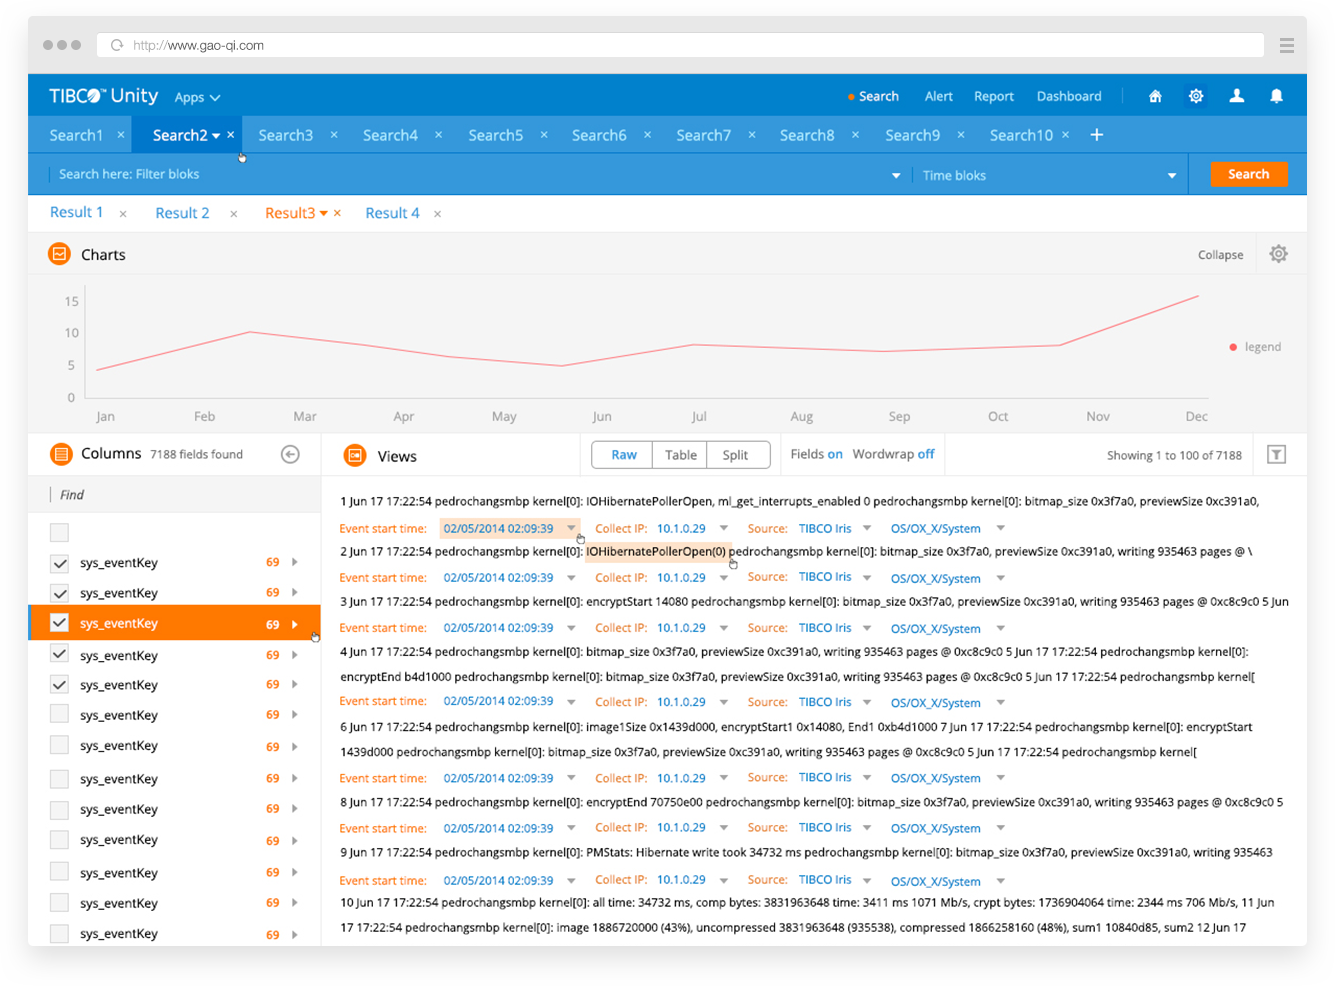 http://www.gao-qi.com
TIBCO™ Unity Apps Search Alert Report Dashboard
Search1 × Search2 × Search3 × Search4 × Search5 × Search6 × Search7 × Search8 × Search9 × Search10 × +
Search here: Filter bloks Time bloks Search
Result 1 × Result 2 × Result3 × Result 4 ×
Charts Collapse
15
10
5
0
legend
Jan Feb Mar Apr May Jun Jul Aug Sep Oct Nov Dec
Columns 7188 fields found
Find
sys_eventKey 69
sys_eventKey 69
sys_eventKey 69
sys_eventKey 69
sys_eventKey 69
sys_eventKey 69
sys_eventKey 69
sys_eventKey 69
sys_eventKey 69
sys_eventKey 69
sys_eventKey 69
sys_eventKey 69
sys_eventKey 69
Views Raw Table Split Fields on Wordwrap off Showing 1 to 100 of 7188
1 Jun 17 17:22:54 pedrochangsmbp kernel[0]: IOHibernatePollerOpen, ml_get_interrupts_enabled 0 pedrochangsmbp kernel[0]: bitmap_size 0x3f7a0, previewSize 0xc391a0,
Event start time: 02/05/2014 02:09:39 Collect IP: 10.1.0.29 Source: TIBCO Iris OS/OX_X/System
2 Jun 17 17:22:54 pedrochangsmbp kernel[0]: IOHibernatePollerOpen(0) pedrochangsmbp kernel[0]: bitmap_size 0x3f7a0, previewSize 0xc391a0, writing 935463 pages @ \
Event start time: 02/05/2014 02:09:39 Collect IP: 10.1.0.29 Source: TIBCO Iris OS/OX_X/System
3 Jun 17 17:22:54 pedrochangsmbp kernel[0]: encryptStart 14080 pedrochangsmbp kernel[0]: bitmap_size 0x3f7a0, previewSize 0xc391a0, writing 935463 pages @ 0xc8c9c0 5 Jun
Event start time: 02/05/2014 02:09:39 Collect IP: 10.1.0.29 Source: TIBCO Iris OS/OX_X/System
4 Jun 17 17:22:54 pedrochangsmbp kernel[0]: bitmap_size 0x3f7a0, previewSize 0xc391a0, writing 935463 pages @ 0xc8c9c0 5 Jun 17 17:22:54 pedrochangsmbp kernel[0]:
encryptEnd b4d1000 pedrochangsmbp kernel[0]: bitmap_size 0x3f7a0, previewSize 0xc391a0, writing 935463 pages @ 0xc8c9c0 5 Jun 17 17:22:54 pedrochangsmbp kernel[
Event start time: 02/05/2014 02:09:39 Collect IP: 10.1.0.29 Source: TIBCO Iris OS/OX_X/System
6 Jun 17 17:22:54 pedrochangsmbp kernel[0]: image1Size 0x1439d000, encryptStart1 0x14080, End1 0xb4d1000 7 Jun 17 17:22:54 pedrochangsmbp kernel[0]: encryptStart
1439d000 pedrochangsmbp kernel[0]: bitmap_size 0x3f7a0, previewSize 0xc391a0, writing 935463 pages @ 0xc8c9c0 5 Jun 17 17:22:54 pedrochangsmbp kernel[
Event start time: 02/05/2014 02:09:39 Collect IP: 10.1.0.29 Source: TIBCO Iris OS/OX_X/System
8 Jun 17 17:22:54 pedrochangsmbp kernel[0]: encryptEnd 70750e00 pedrochangsmbp kernel[0]: bitmap_size 0x3f7a0, previewSize 0xc391a0, writing 935463 pages @ 0xc8c9c0 5
Event start time: 02/05/2014 02:09:39 Collect IP: 10.1.0.29 Source: TIBCO Iris OS/OX_X/System
9 Jun 17 17:22:54 pedrochangsmbp kernel[0]: PMStats: Hibernate write took 34732 ms pedrochangsmbp kernel[0]: bitmap_size 0x3f7a0, previewSize 0xc391a0, writing 935463
Event start time: 02/05/2014 02:09:39 Collect IP: 10.1.0.29 Source: TIBCO Iris OS/OX_X/System
10 Jun 17 17:22:54 pedrochangsmbp kernel[0]: all time: 34732 ms, comp bytes: 3831963648 time: 3411 ms 1071 Mb/s, crypt bytes: 1736904064 time: 2344 ms 706 Mb/s, 11 Jun
17 17:22:54 pedrochangsmbp kernel[0]: image 1886720000 (43%), uncompressed 3831963648 (935538), compressed 1866258160 (48%), sum1 10840d85, sum2 12 Jun 17